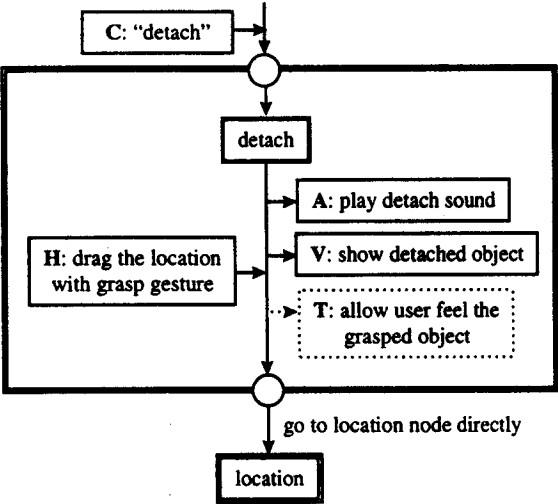 C: “detach”
detach
A: play detach sound
V: show detached object
H: drag the location
with grasp gesture
T: allow user feel the
grasped object
go to location node directly
location